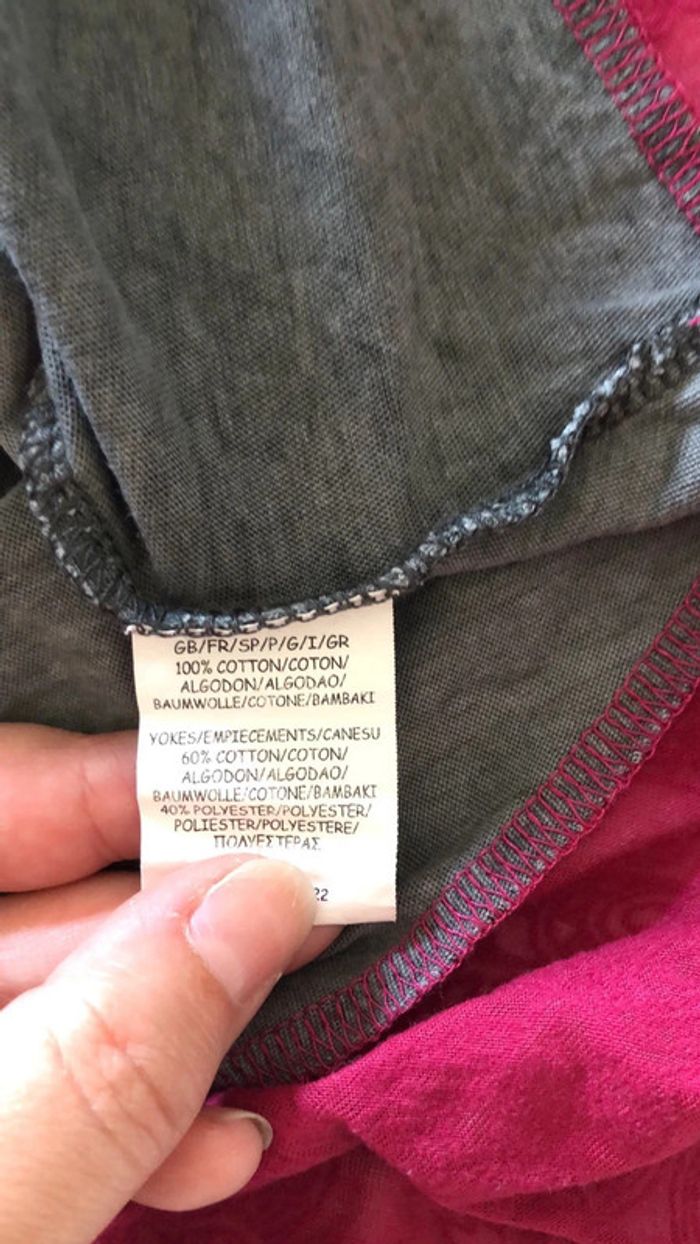 GB/FR/SP/P/G/I/GR
100% COTTON/COTON/
ALGODON/ALGODAO/
BAUMWOLLE/COTONE/BAMBAKI
YOKES/EMPIECEMENTS/CANESU
60% COTTON/COTON/
ALGODON/ALGODAO/
BAUMWOLLE/COTONE/BAMBAKI
40% POLYESTER/POLYESTER/
POLIESTER/POLYESTERE/
ΠΟΛΥΕΣΤΕΡΑΣ